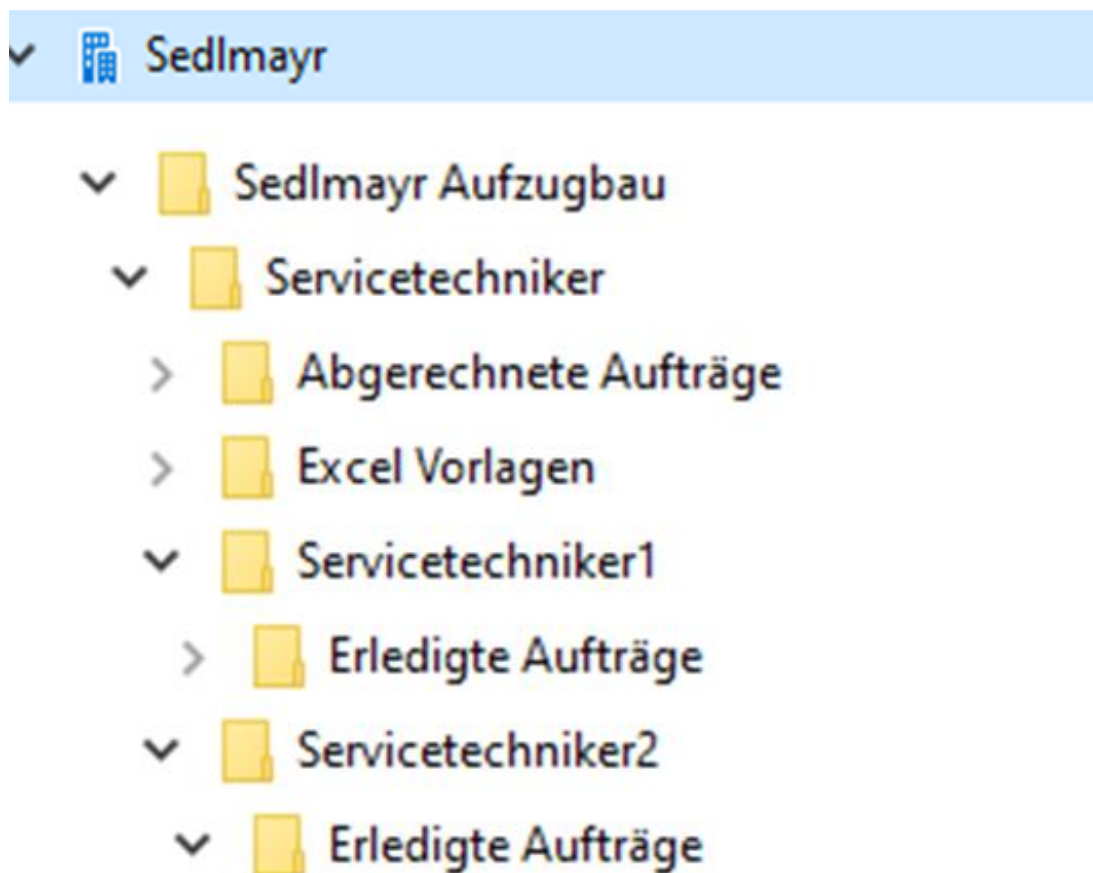 Sedlmayr
Sedlmayr Aufzugbau
Servicetechniker
Abgerechnete Aufträge
Excel Vorlagen
Servicetechniker1
Erledigte Aufträge
Servicetechniker2
Erledigte Aufträge